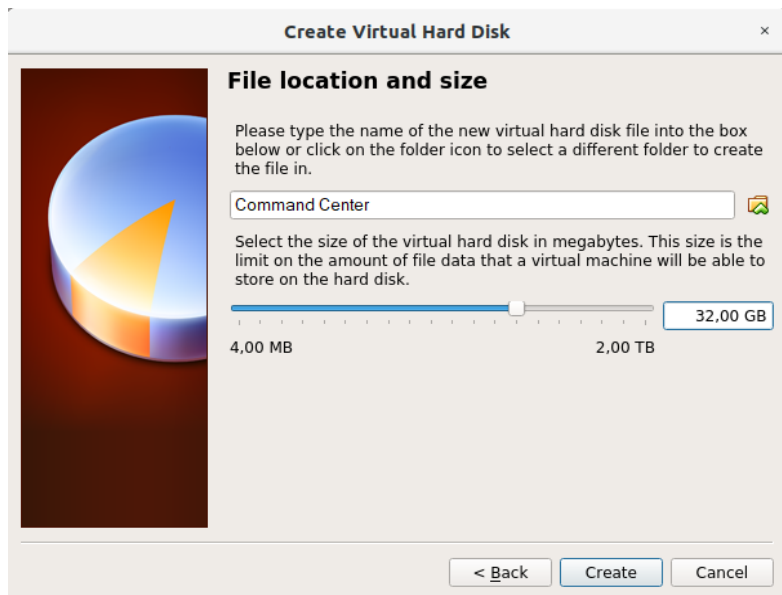 Create Virtual Hard Disk
×
File location and size
Please type the name of the new virtual hard disk file into the box
below or click on the folder icon to select a different folder to create
the file in.
Command Center
Select the size of the virtual hard disk in megabytes. This size is the
limit on the amount of file data that a virtual machine will be able to
store on the hard disk.
32,00 GB
4,00 MB
2,00 TB
< Back
Create
Cancel